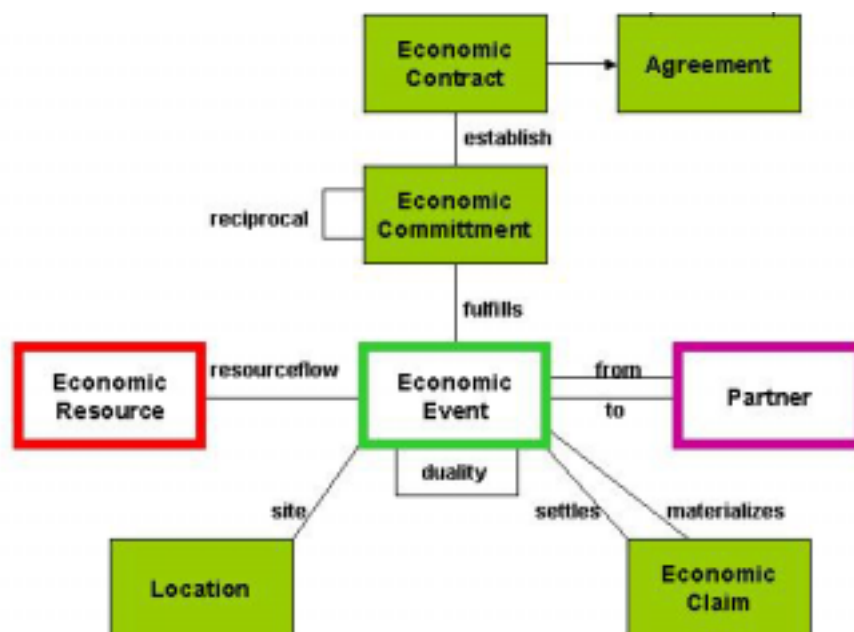 Economic
Contract
Agreement
establish
Economic
Committment
reciprocal
fulfills
Economic
Resource
resourceflow
Economic
Event
from
to
Partner
duality
site
settles
materializes
Location
Economic
Claim